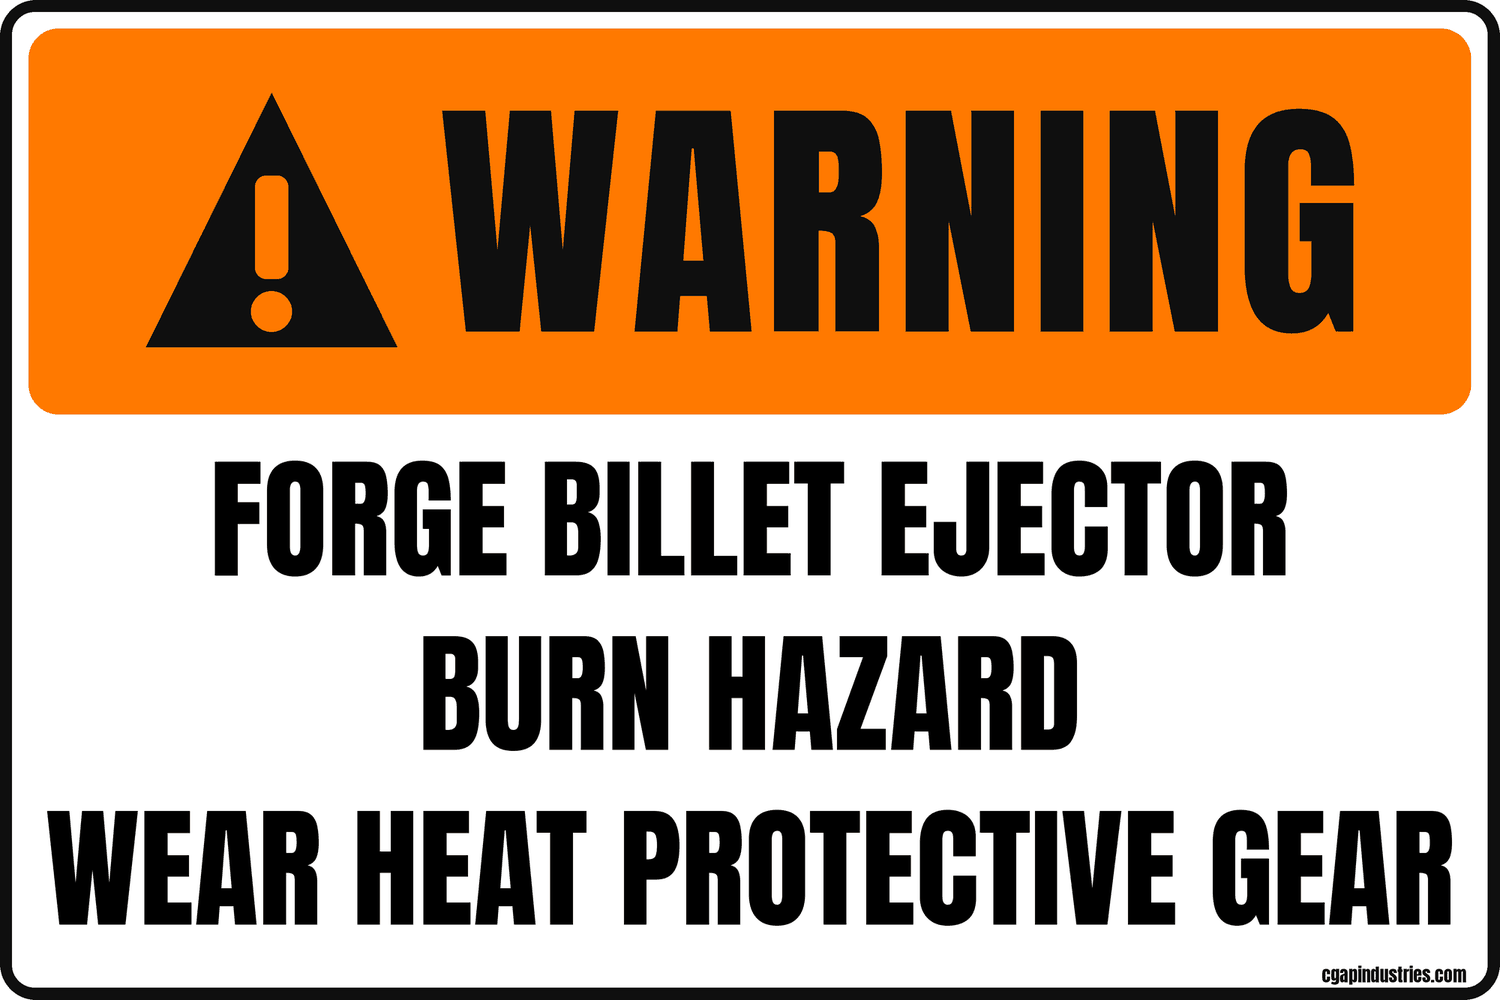 WARNING
FORGE BILLET EJECTOR
BURN HAZARD
WEAR HEAT PROTECTIVE GEAR
cgapindustries.com